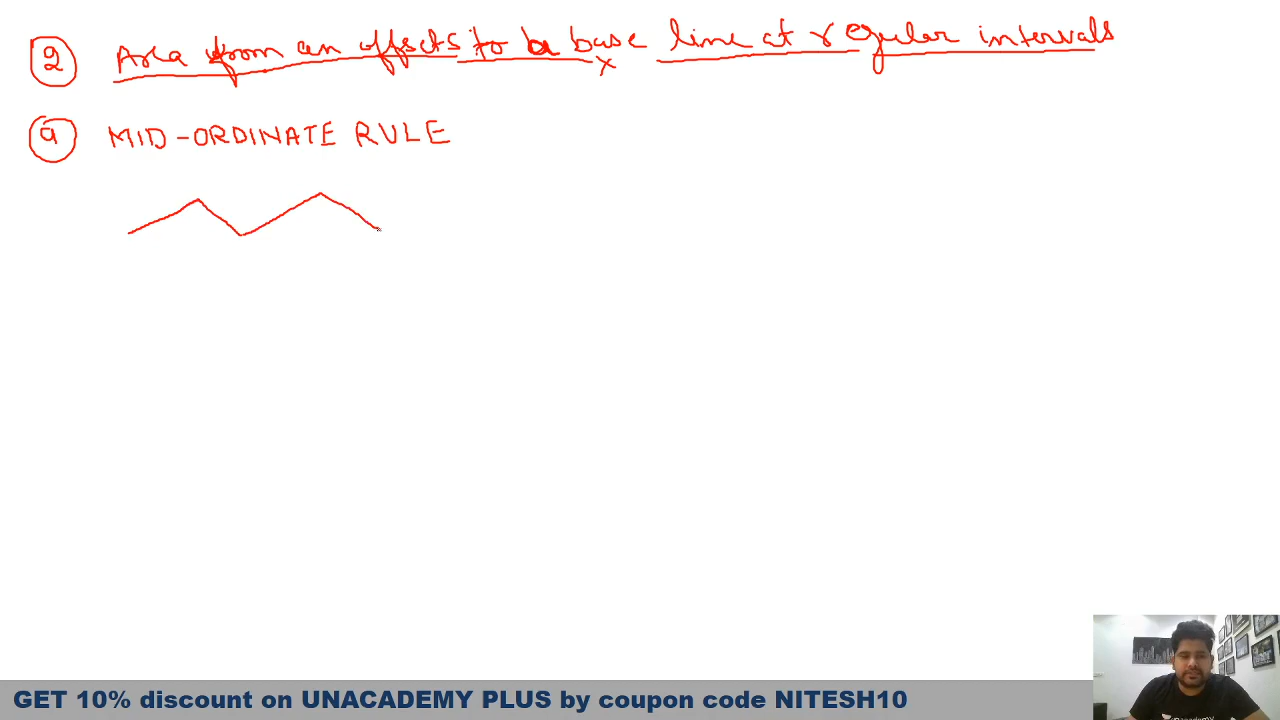 2 Area from an offsets to a base line at regular intervals
a MID-ORDINATE RULE
GET 10% discount on UNACADEMY PLUS by coupon code NITESH10